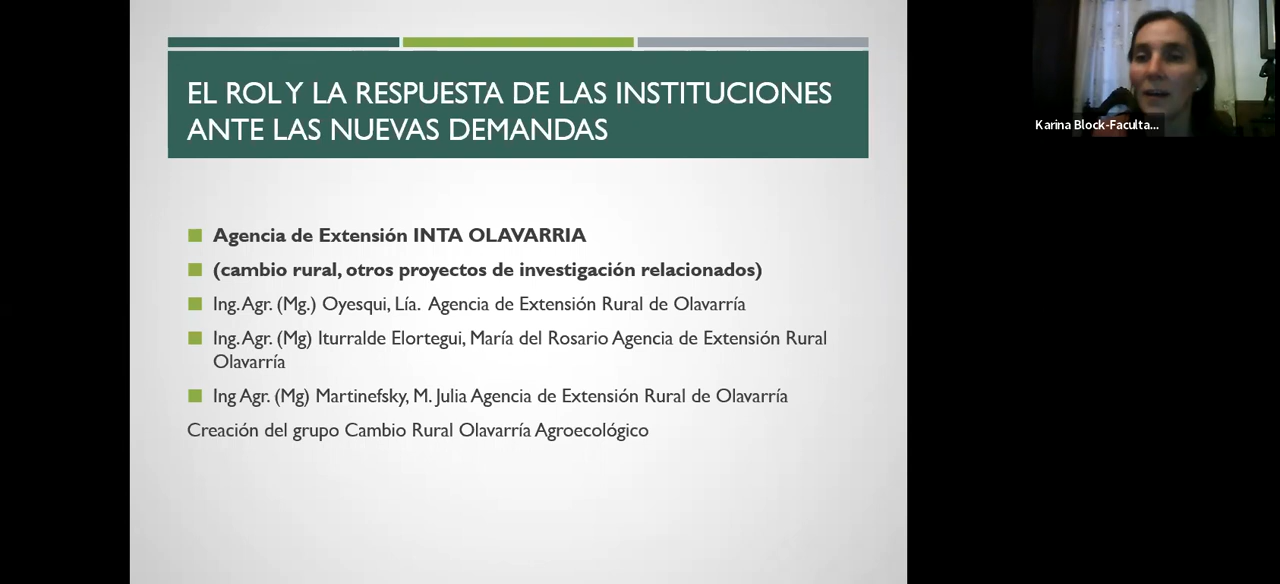 EL ROL Y LA RESPUESTA DE LAS INSTITUCIONES
ANTE LAS NUEVAS DEMANDAS
Agencia de Extensión INTA OLAVARRIA
(cambio rural, otros proyectos de investigación relacionados)
Ing. Agr. (Mg.) Oyesqui, Lía. Agencia de Extensión Rural de Olavarría
Ing. Agr. (Mg) Iturralde Elortegui, María del Rosario Agencia de Extensión Rural
Olavarría
Ing Agr. (Mg) Martinefsky, M. Julia Agencia de Extensión Rural de Olavarría
Creación del grupo Cambio Rural Olavarría Agroecológico
Karina Block-Faculta...